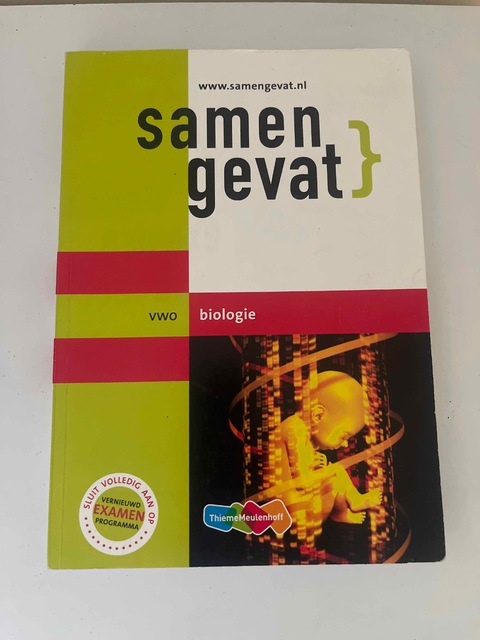 www.samengevat.nl
samen
gevat}
vwo biologie
SLUIT VOLLEDIG AAN OP
VERNIEUWD
EXAMEN
PROGRAMMA
ThiemeMeulenhoff